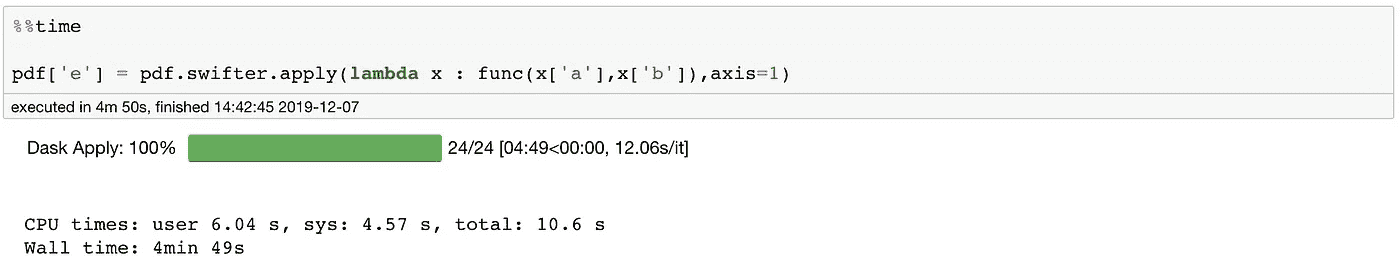 %%time
pdf['e'] = pdf.swifter.apply(lambda x : func(x['a'],x['b']),axis=1)
executed in 4m 50s, finished 14:42:45 2019-12-07
Dask Apply: 100% 24/24 [04:49<00:00, 12.06s/it]
CPU times: user 6.04 s, sys: 4.57 s, total: 10.6 s
Wall time: 4min 49s